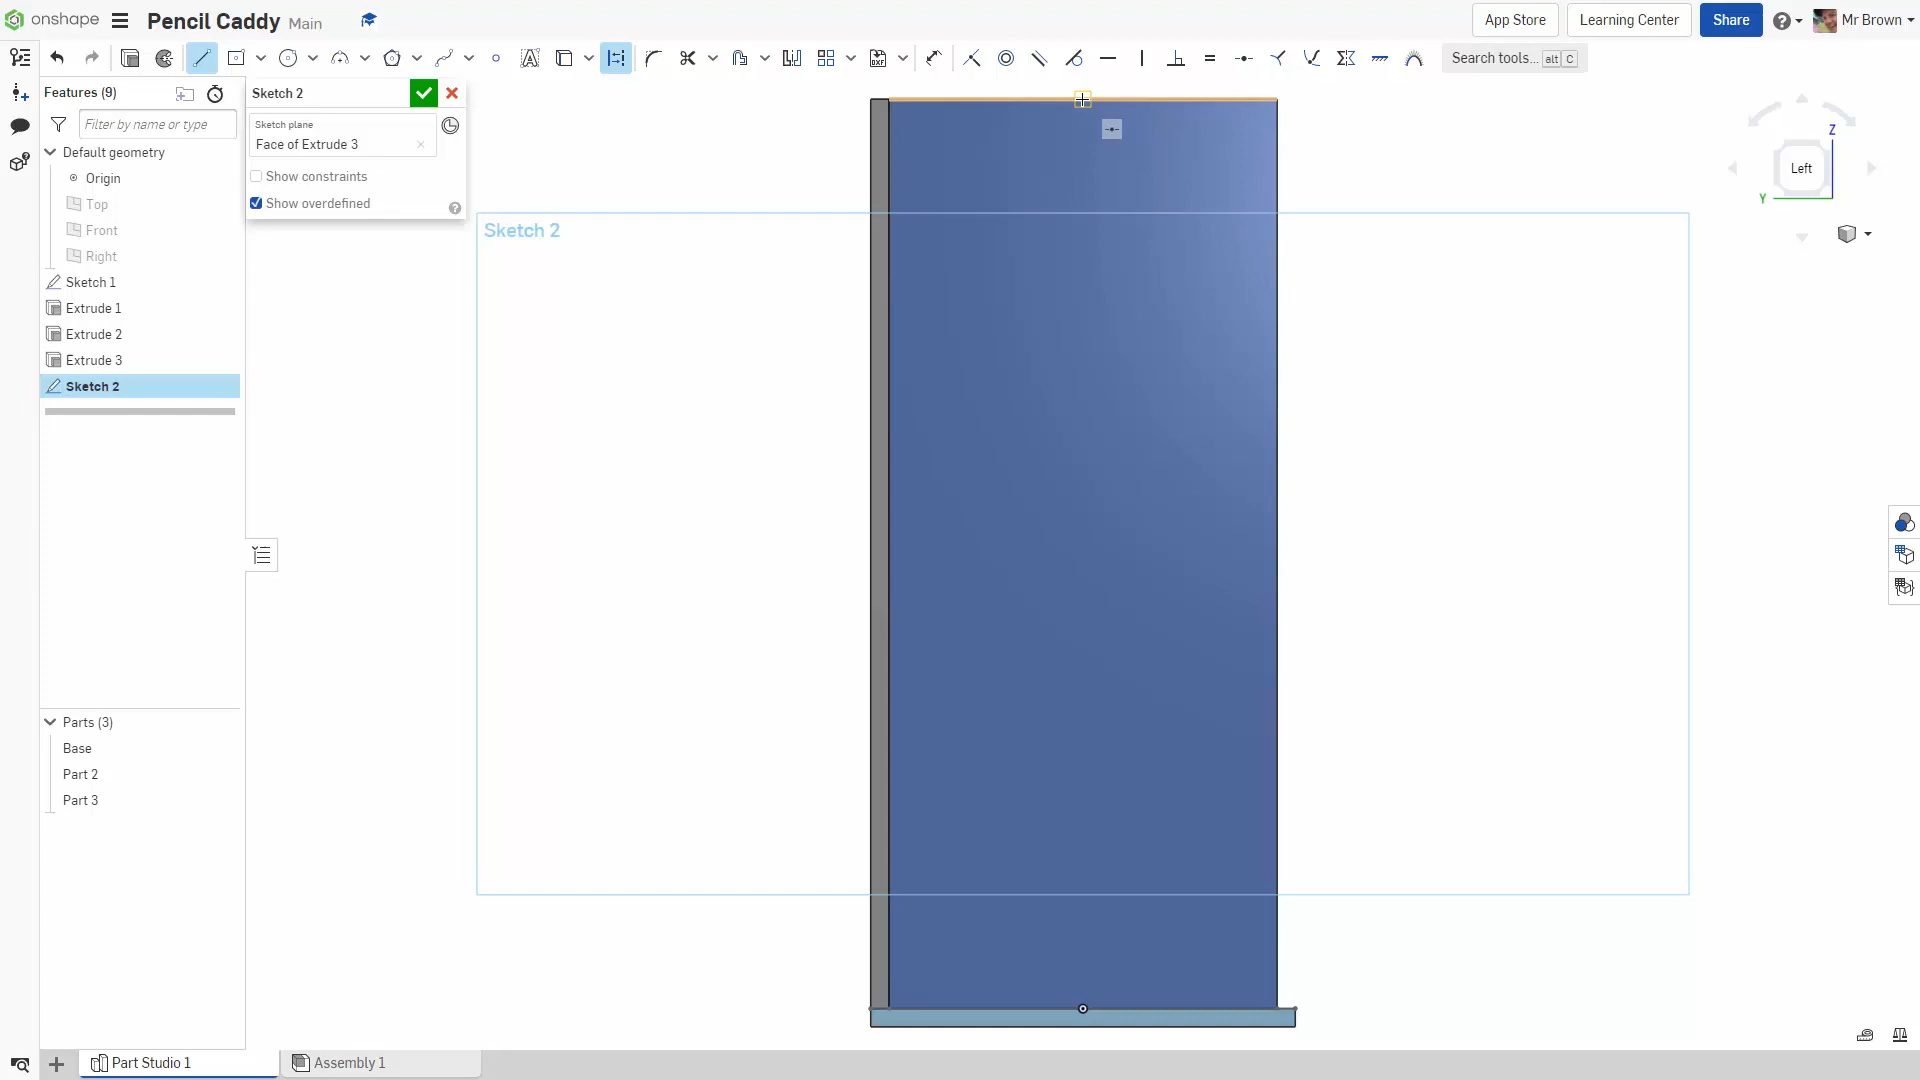 onshape
Pencil Caddy Main
App Store
Learning Center
Share
Mr Brown
Search tools... alt C
Features (9)
Filter by name or type
Default geometry
Origin
Top
Front
Right
Sketch 1
Extrude 1
Extrude 2
Extrude 3
Sketch 2
Parts (3)
Base
Part 2
Part 3
Sketch 2
Sketch plane
Face of Extrude 3
Show constraints
Show overdefined
Sketch 2
Z
Left
Y
Part Studio 1
Assembly 1